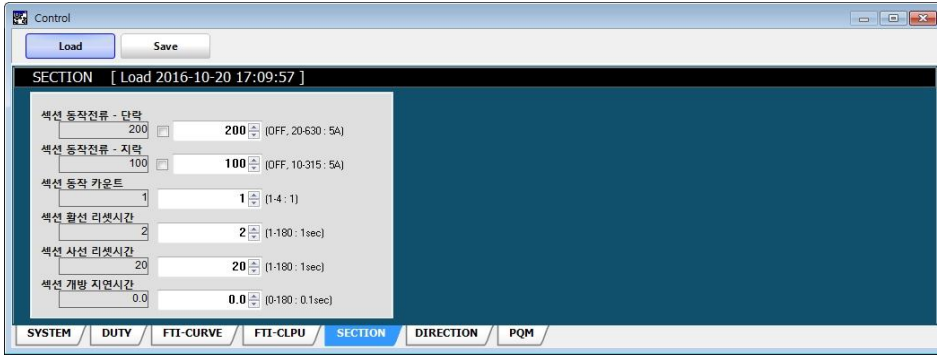 Control
Load Save
SECTION [ Load 2016-10-20 17:09:57 ]
섹션 동작전류 - 단락
200 200 (OFF, 20-630 : 5A)
섹션 동작전류 - 지락
100 100 (OFF, 10-315 : 5A)
섹션 동작 카운트
1 1 (1-4 : 1)
섹션 활선 리셋시간
2 2 (1-180 : 1sec)
섹션 사선 리셋시간
20 20 (1-180 : 1sec)
섹션 개방 지연시간
0.0 0.0 (0-180 : 0.1sec)
SYSTEM DUTY FTI-CURVE FTI-CLPU SECTION DIRECTION PQM